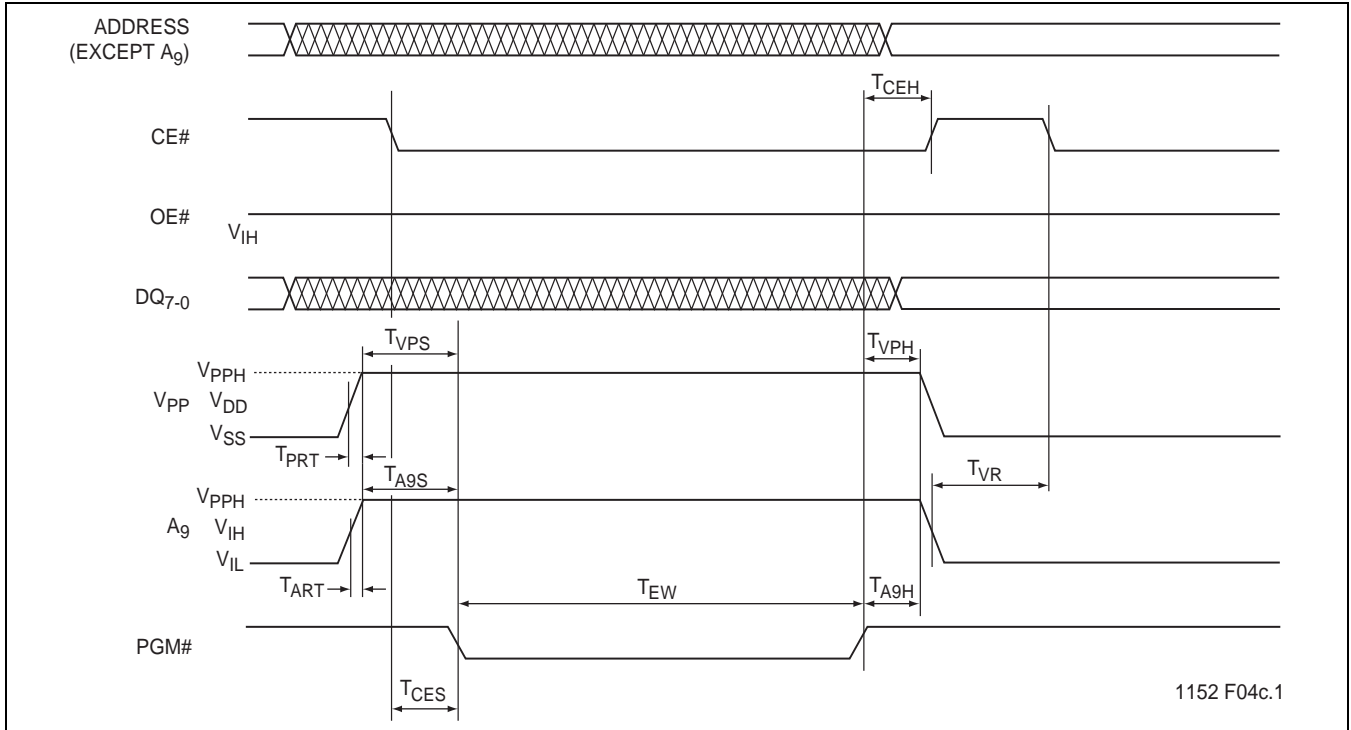 ADDRESS
(EXCEPT A9)
TCEH
CE#
OE#
VIH
DQ7-0
TVPS
TVPH
VPPH
VPP VDD
VSS
TPRT
TA9S
TVR
VPPH
A9 VIH
VIL
TART
TEW
TA9H
PGM#
TCES
1152 F04c.1